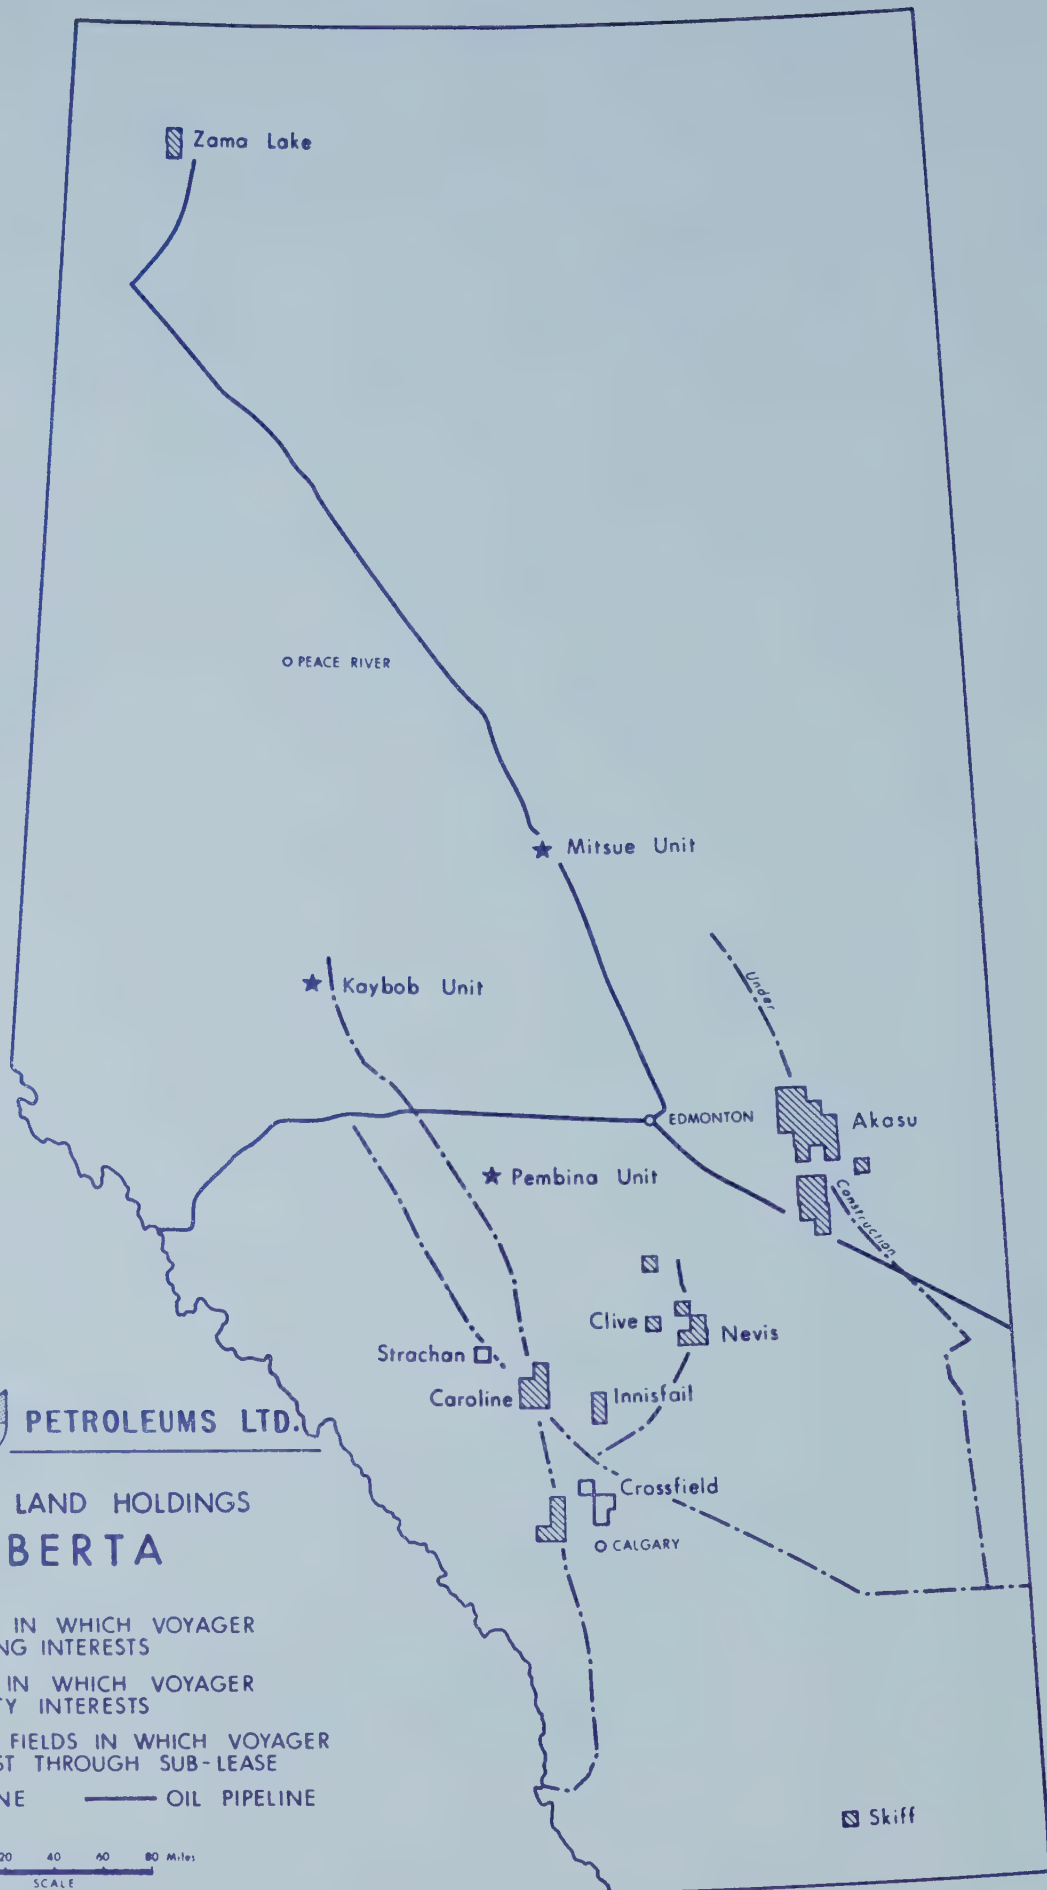 Zama Lake
PEACE RIVER
Mitsue Unit
Kaybob Unit
Under
EDMONTON
Akasu
Pembina Unit
Construction
Clive
Nevis
Strachan
Caroline
Innisfail
PETROLEUMS LTD.
Crossfield
LAND HOLDINGS
CALGARY
BERTA
IN WHICH VOYAGER
NG INTERESTS
IN WHICH VOYAGER
TY INTERESTS
FIELDS IN WHICH VOYAGER
ST THROUGH SUB-LEASE
NE OIL PIPELINE
Skiff
20 40 60 80 Miles
SCALE